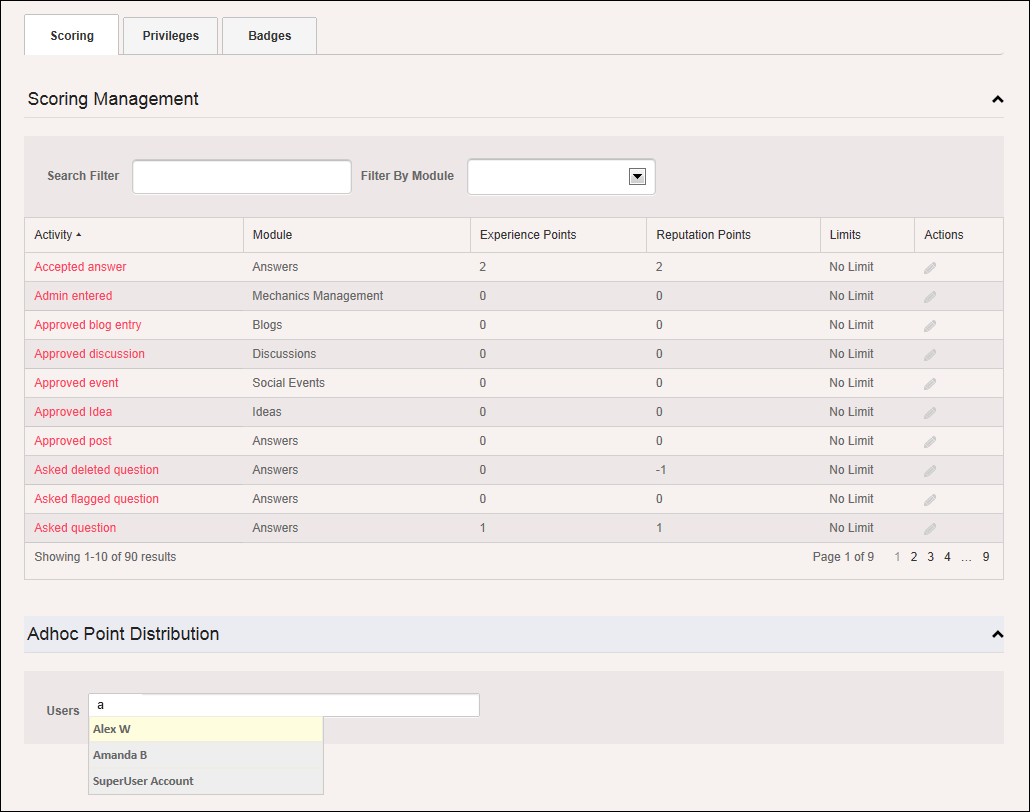 Scoring Privileges Badges
Scoring Management
Search Filter Filter By Module
Activity Module Experience Points Reputation Points Limits Actions
Accepted answer Answers 2 2 No Limit
Admin entered Mechanics Management 0 0 No Limit
Approved blog entry Blogs 0 0 No Limit
Approved discussion Discussions 0 0 No Limit
Approved event Social Events 0 0 No Limit
Approved Idea Ideas 0 0 No Limit
Approved post Answers 0 0 No Limit
Asked deleted question Answers 0 -1 No Limit
Asked flagged question Answers 0 0 No Limit
Asked question Answers 1 1 No Limit
Showing 1-10 of 90 results Page 1 of 9 1 2 3 4 ... 9
Adhoc Point Distribution
Users a
Alex W
Amanda B
SuperUser Account